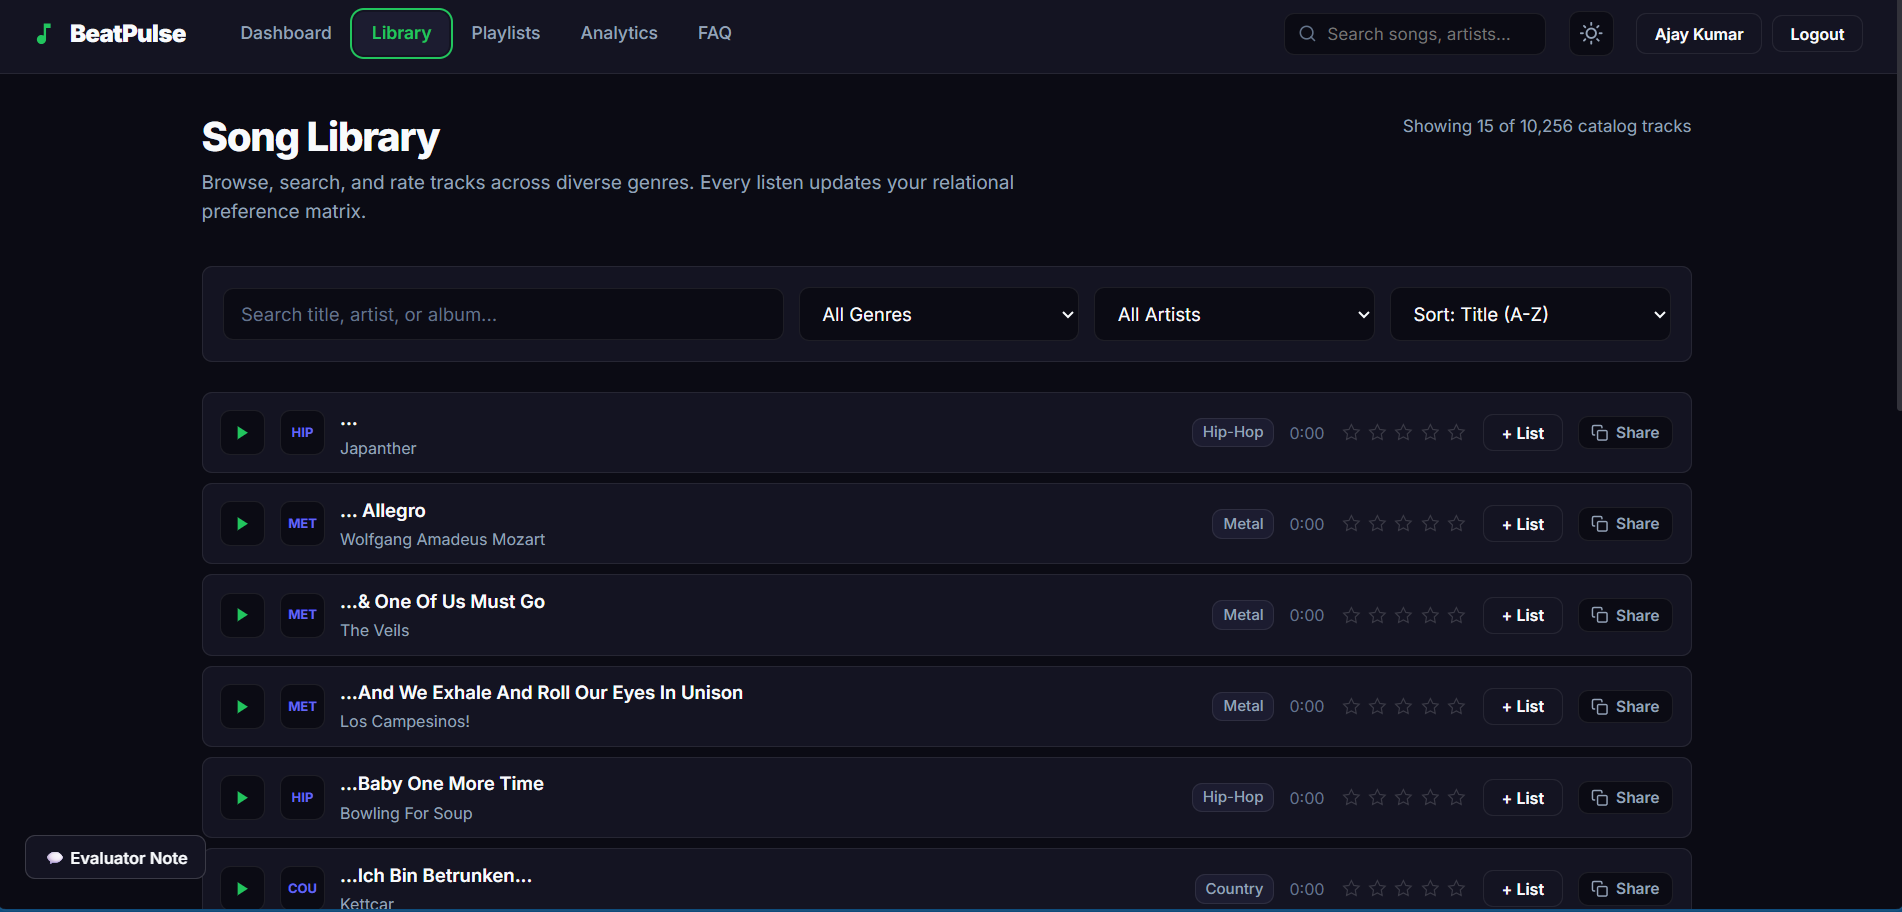 BeatPulse
Dashboard
Library
Playlists
Analytics
FAQ
Search songs, artists...
Ajay Kumar
Logout
Song Library
Showing 15 of 10,256 catalog tracks
Browse, search, and rate tracks across diverse genres. Every listen updates your relational
preference matrix.
Search title, artist, or album...
All Genres
All Artists
Sort: Title (A-Z)
HIP
...
Japanther
Hip-Hop
0:00
+ List
Share
MET
... Allegro
Wolfgang Amadeus Mozart
Metal
0:00
+ List
Share
MET
...& One Of Us Must Go
The Veils
Metal
0:00
+ List
Share
MET
...And We Exhale And Roll Our Eyes In Unison
Los Campesinos!
Metal
0:00
+ List
Share
HIP
...Baby One More Time
Bowling For Soup
Hip-Hop
0:00
+ List
Share
Evaluator Note
COU
...Ich Bin Betrunken...
Kettcar
Country
0:00
+ List
Share